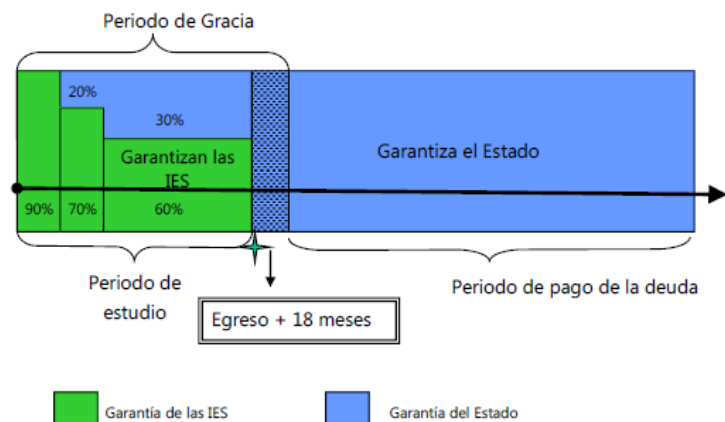 Periodo de Gracia
20%
30%
Garantizan las
IES
Garantiza el Estado
90%
70%
60%
Periodo de
estudio
Periodo de pago de la deuda
Egreso + 18 meses
Garantía de las IES
Garantía del Estado